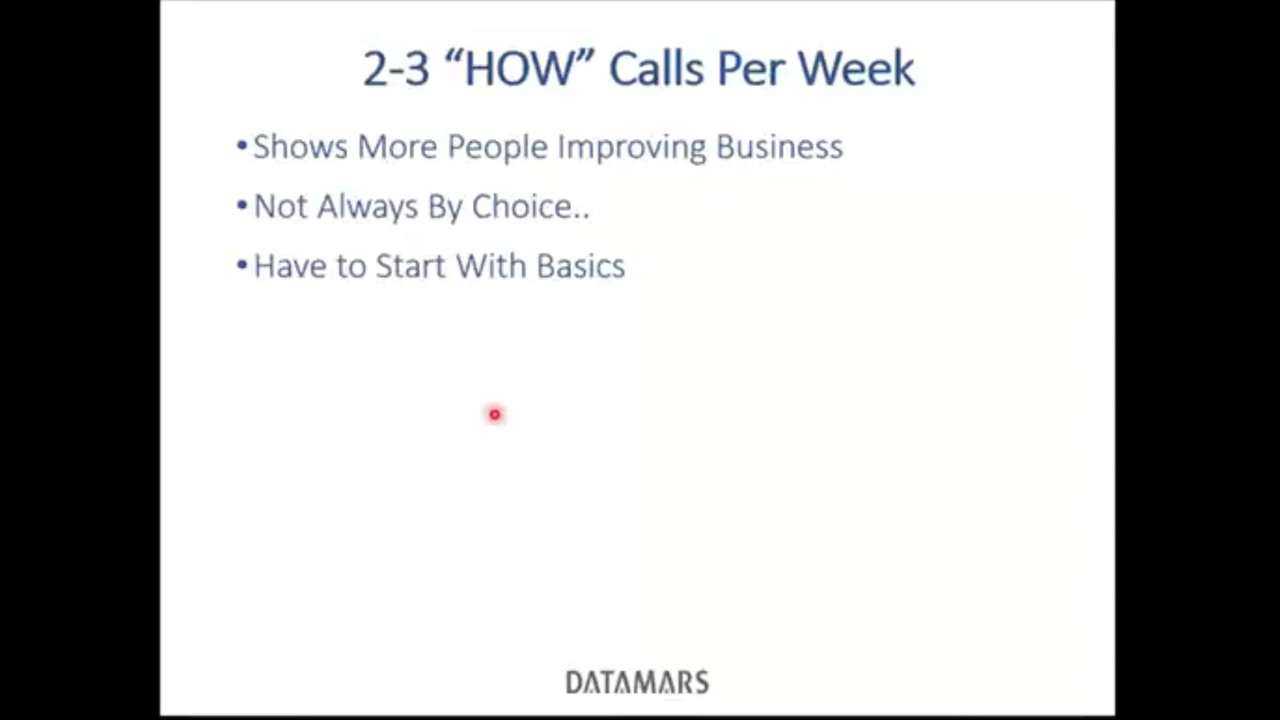 2-3 “HOW” Calls Per Week
•Shows More People Improving Business
•Not Always By Choice..
•Have to Start With Basics
DATAMARS